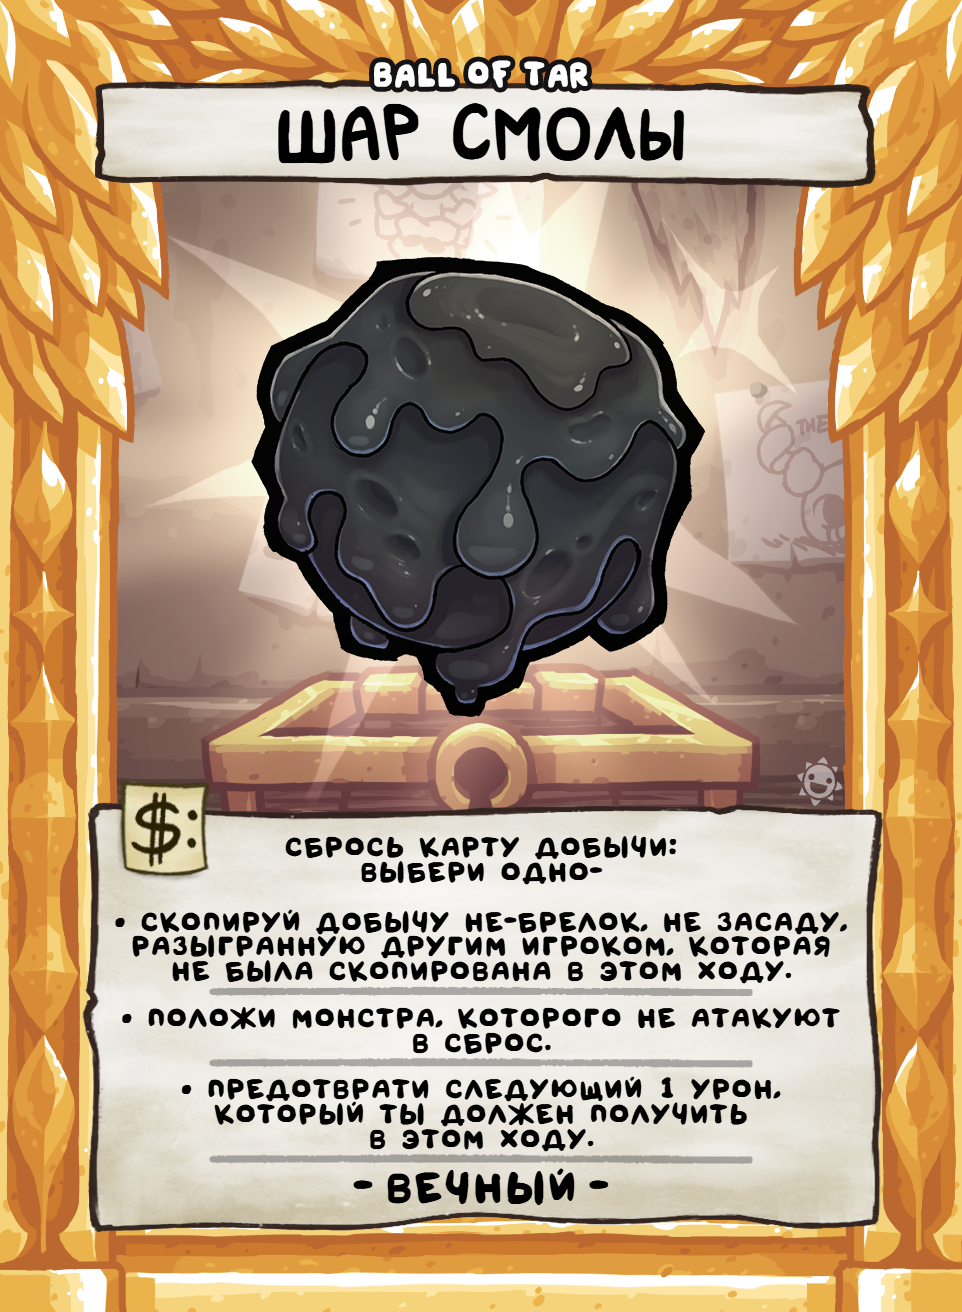 BALL OF TAR
ШАР СМОЛЫ
THE
$:
СБРОСЬ КАРТУ ДОБЫЧИ:
ВЫБЕРИ ОДНО-
• СКОПИРУЙ ДОБЫЧУ НЕ-БРЕЛОК, НЕ ЗАСАДУ,
РАЗЫГРАННУЮ ДРУГИМ ИГРОКОМ, КОТОРАЯ
НЕ БЫЛА СКОПИРОВАНА В ЭТОМ ХОДУ.
• ПОЛОЖИ МОНСТРА, КОТОРОГО НЕ АТАКУЮТ
В СБРОС.
• ПРЕДОТВРАТИ СЛЕДУЮЩИЙ 1 УРОН,
КОТОРЫЙ ТЫ ДОЛЖЕН ПОЛУЧИТЬ
В ЭТОМ ХОДУ.
- ВЕЧНЫЙ -